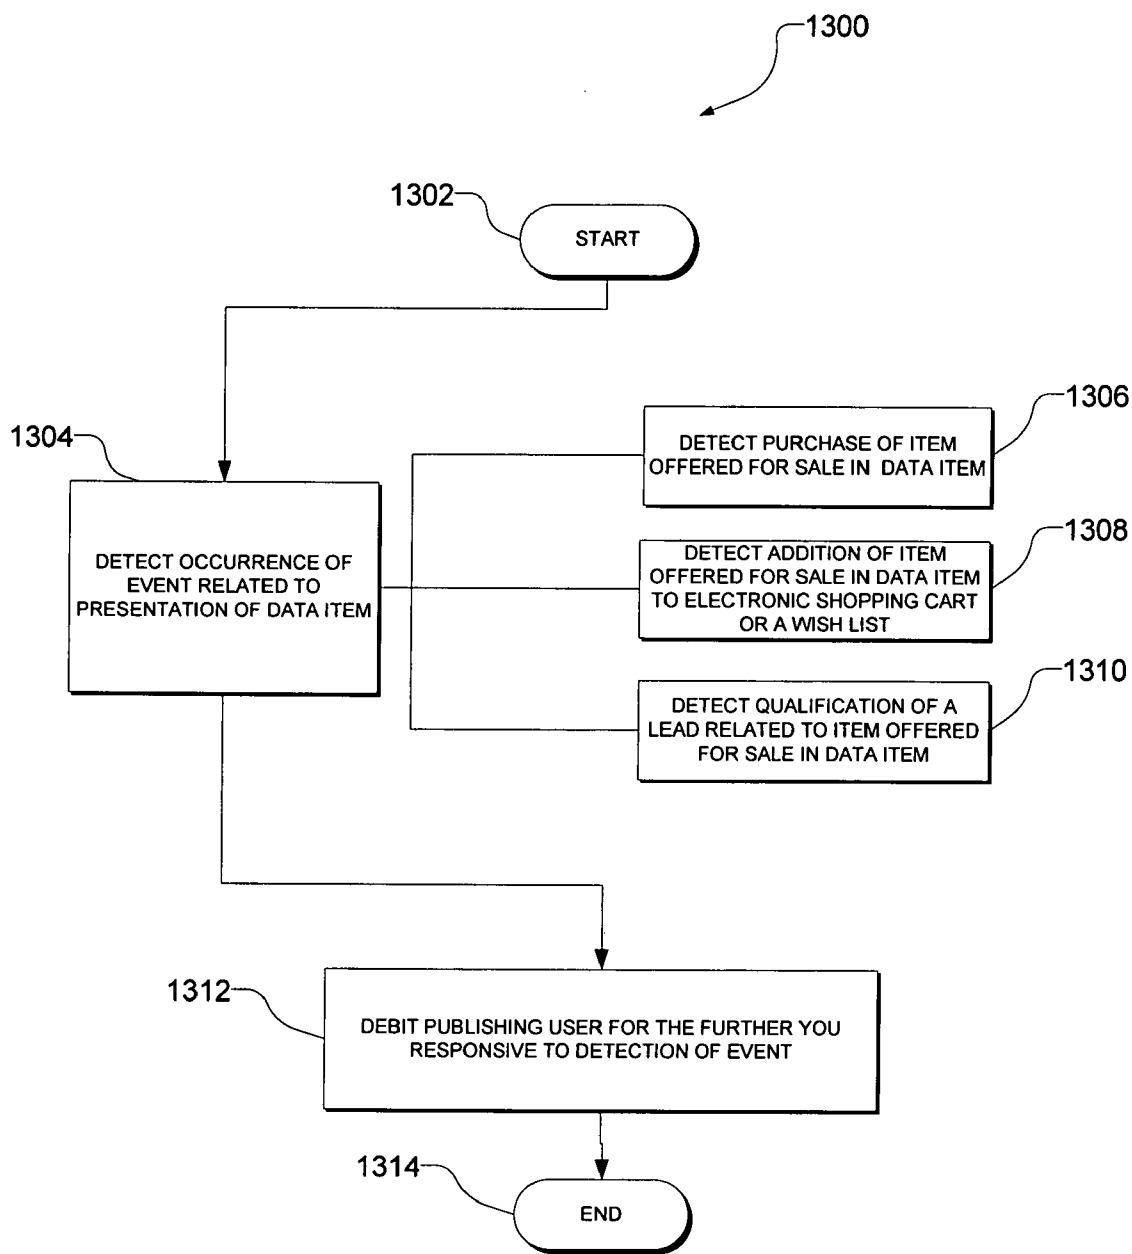 1300
1302
START
1304
DETECT OCCURRENCE OF
EVENT RELATED TO
PRESENTATION OF DATA ITEM
1306
DETECT PURCHASE OF ITEM
OFFERED FOR SALE IN DATA ITEM
1308
DETECT ADDITION OF ITEM
OFFERED FOR SALE IN DATA ITEM
TO ELECTRONIC SHOPPING CART
OR A WISH LIST
1310
DETECT QUALIFICATION OF A
LEAD RELATED TO ITEM OFFERED
FOR SALE IN DATA ITEM
1312
DEBIT PUBLISHING USER FOR THE FURTHER YOU
RESPONSIVE TO DETECTION OF EVENT
1314
END